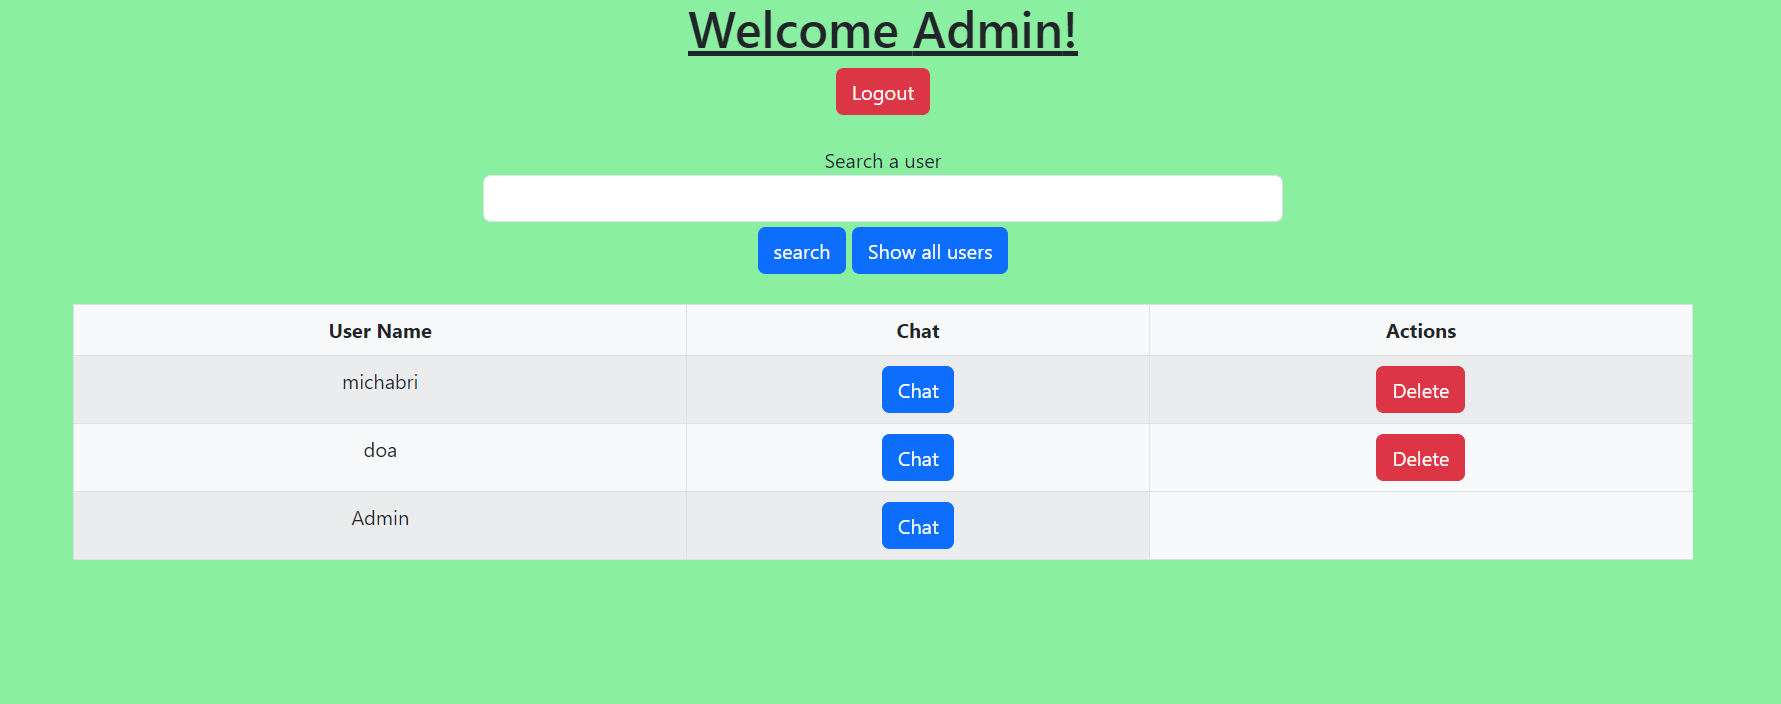 Welcome Admin!
Logout
Search a user
search Show all users
User Name Chat Actions
michabri Chat Delete
doa Chat Delete
Admin Chat